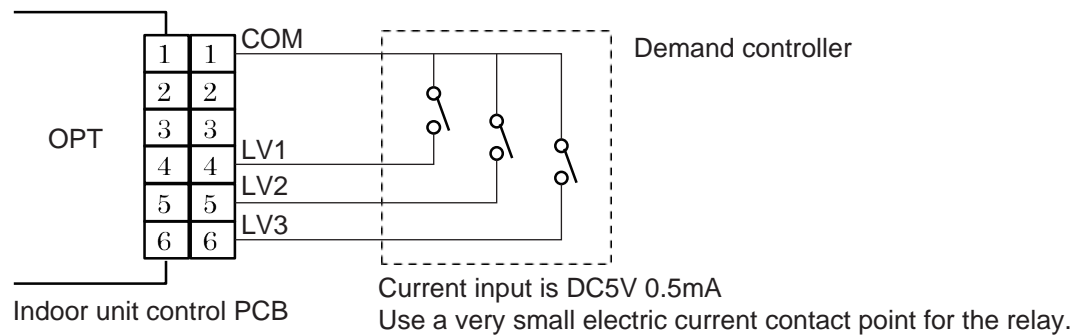 1 1 COM
2 2
3 3
OPT
4 4 LV1
5 5 LV2
6 6 LV3
Demand controller
Indoor unit control PCB
Current input is DC5V 0.5mA
Use a very small electric current contact point for the relay.